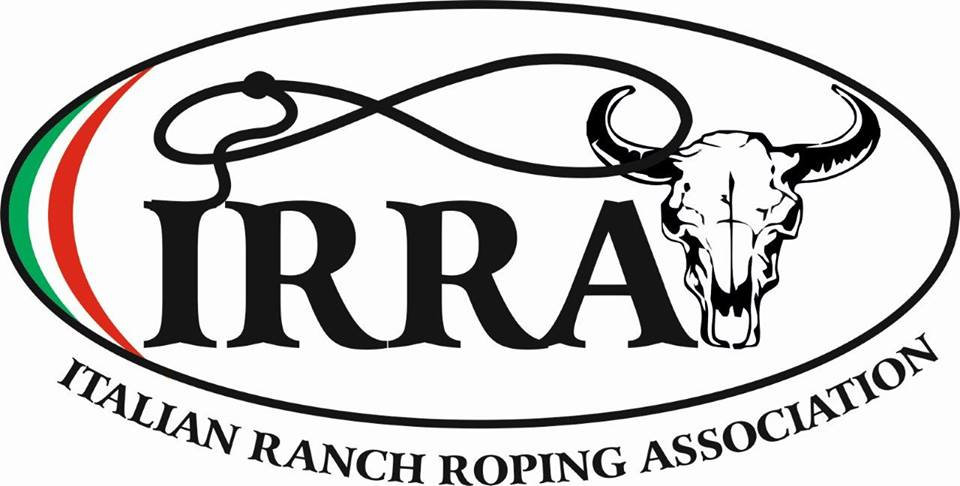 IRRA
ITALIAN RANCH ROPING ASSOCIATION